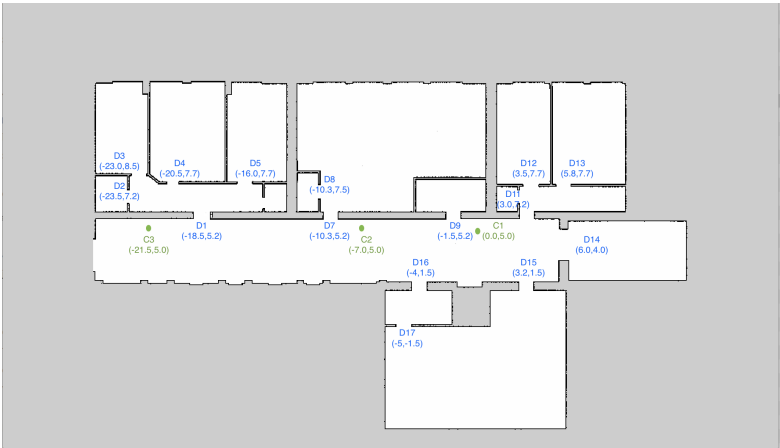 D3
(-23.0,8.5)
D4
(-20.5,7.7)
D5
(-16.0,7.7)
D12
(3.5,7.7)
D13
(5.8,7.7)
D2
(-23.5,7.2)
D8
(-10.3,7.5)
D11
(3.0,7.2)
D1
(-18.5,5.2)
C3
(-21.5,5.0)
D7
(-10.3,5.2)
C2
(-7.0,5.0)
D9
(-1.5,5.2)
C1
(0.0,5.0)
D14
(6.0,4.0)
D16
(-4,1.5)
D15
(3.2,1.5)
D17
(-5,-1.5)